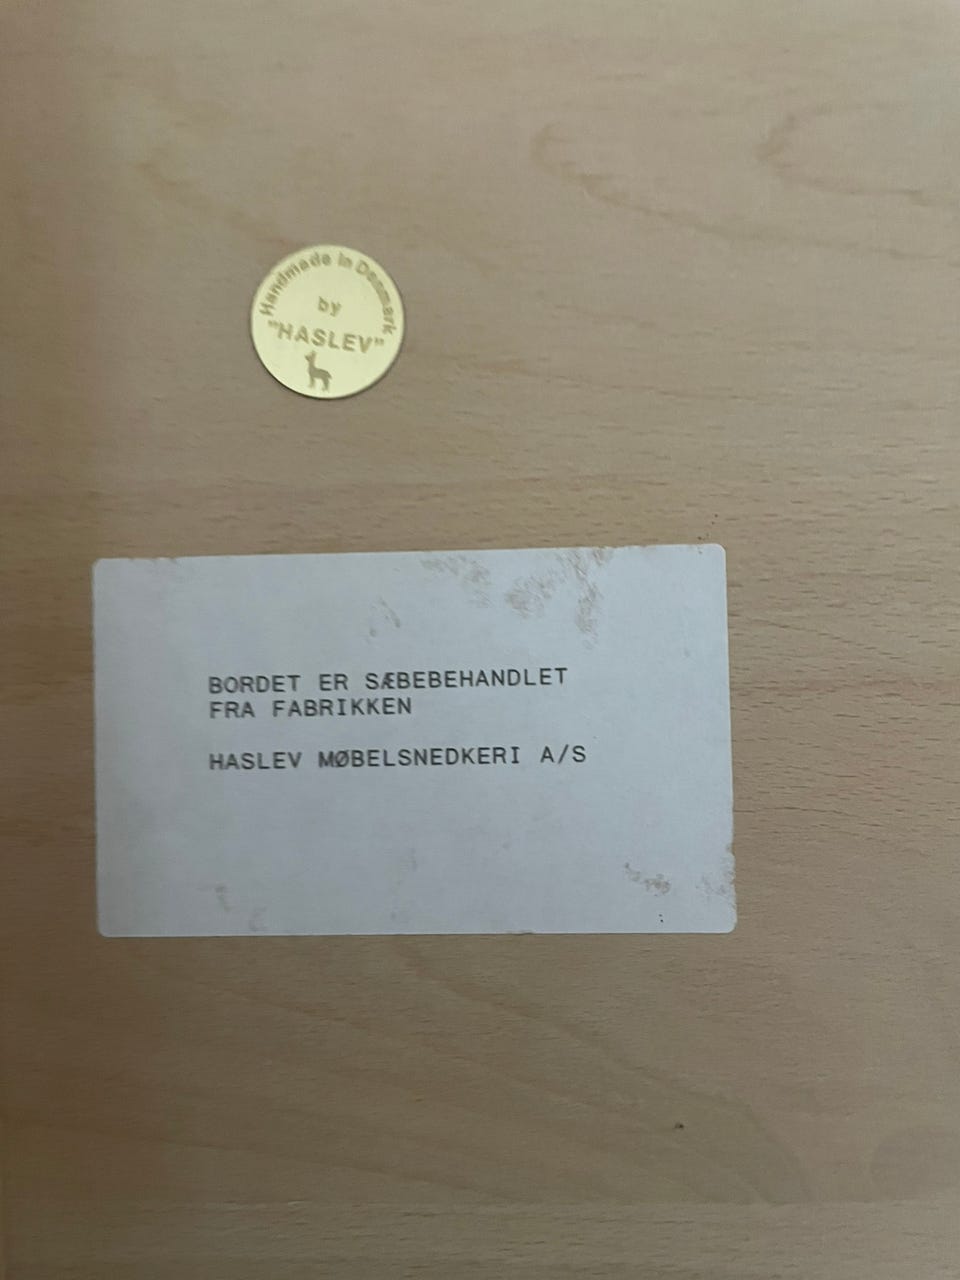 Handmade in Denmark
by
"HASLEV"
BORDET ER SÆBEBEHANDLET
FRA FABRIKKEN
HASLEV MØBELSNEDKERI A/S